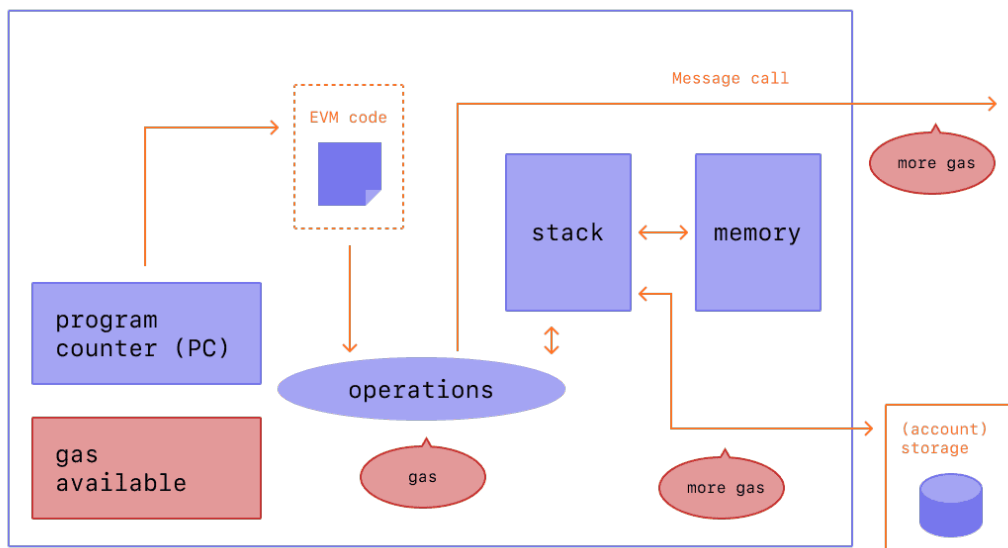 Message call
EVM code
more gas
stack
memory
program
counter (PC)
operations
(account)
storage
gas
available
gas
more gas